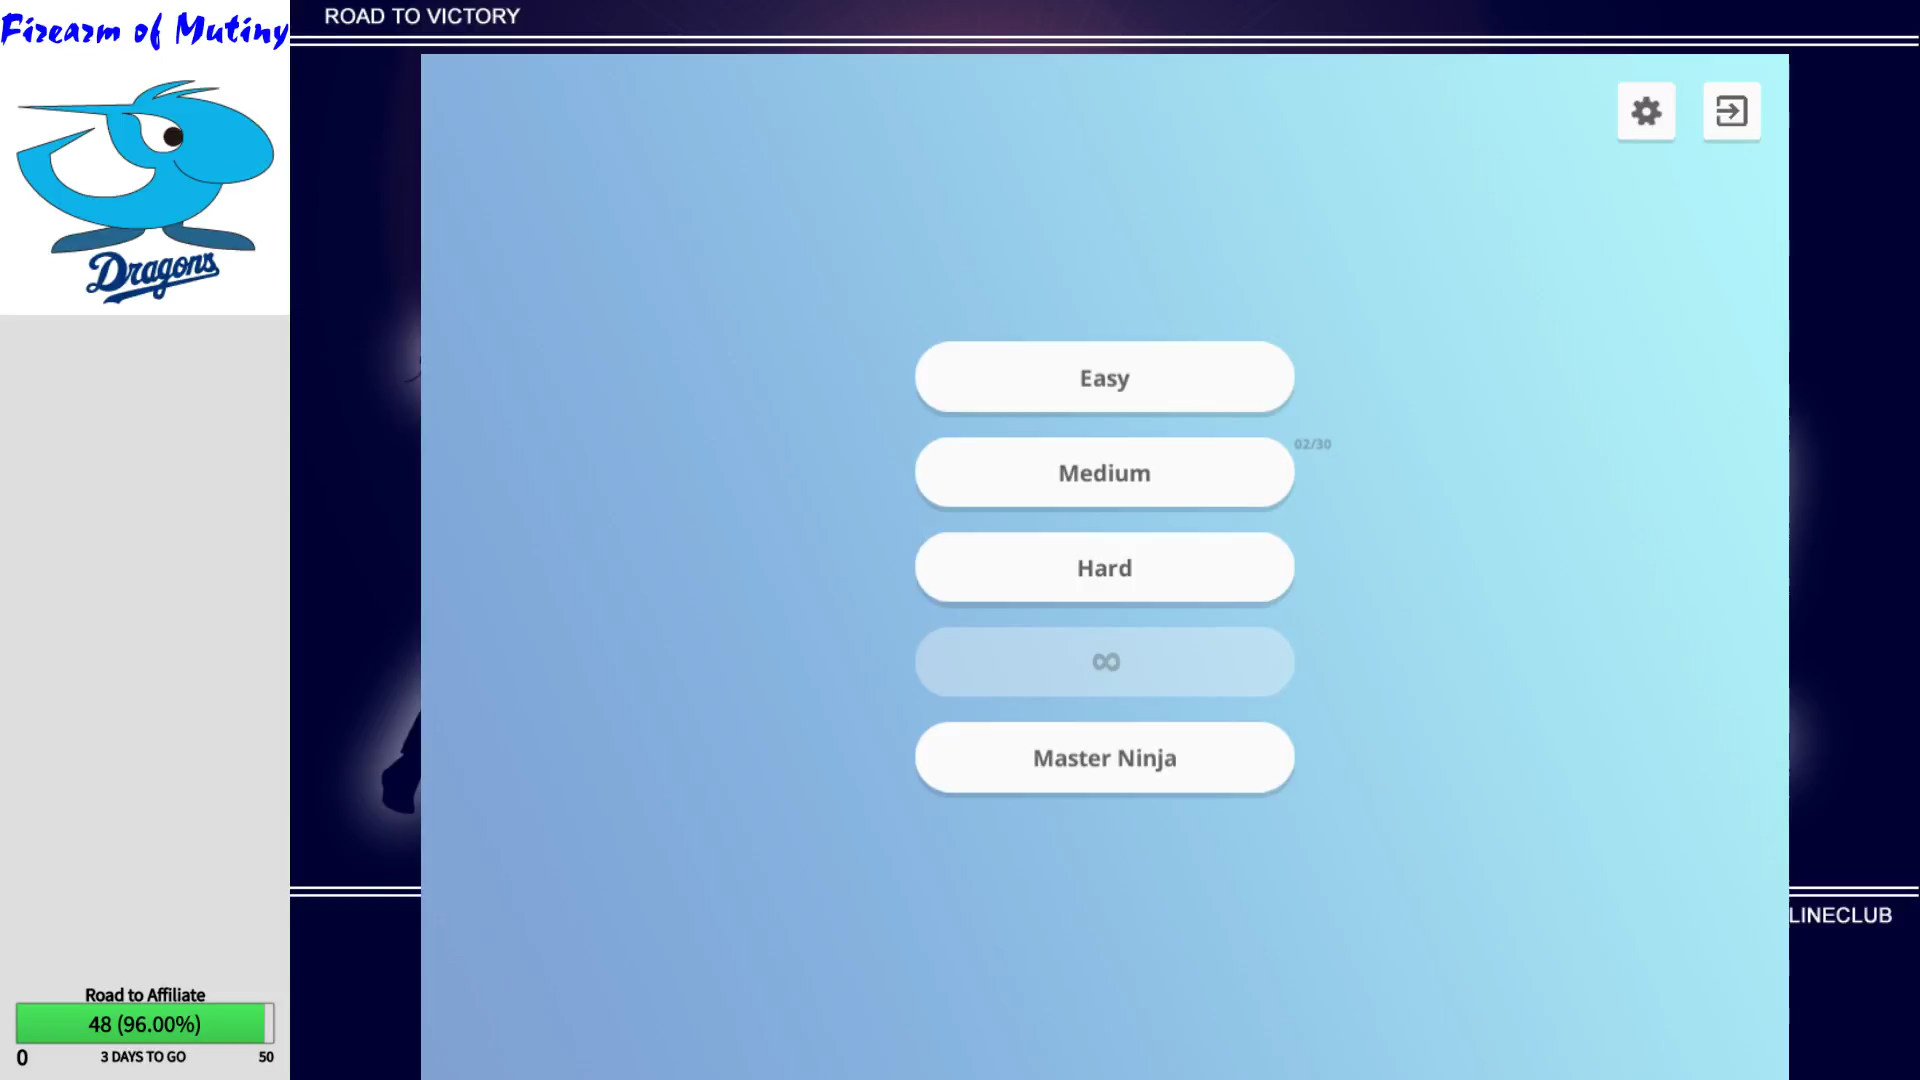 Firearm of Mutiny
Dragons
ROAD TO VICTORY
Easy
02/30
Medium
Hard
∞
Master Ninja
LINECLUB
Road to Affiliate
48 (96.00%)
0 3 DAYS TO GO 50